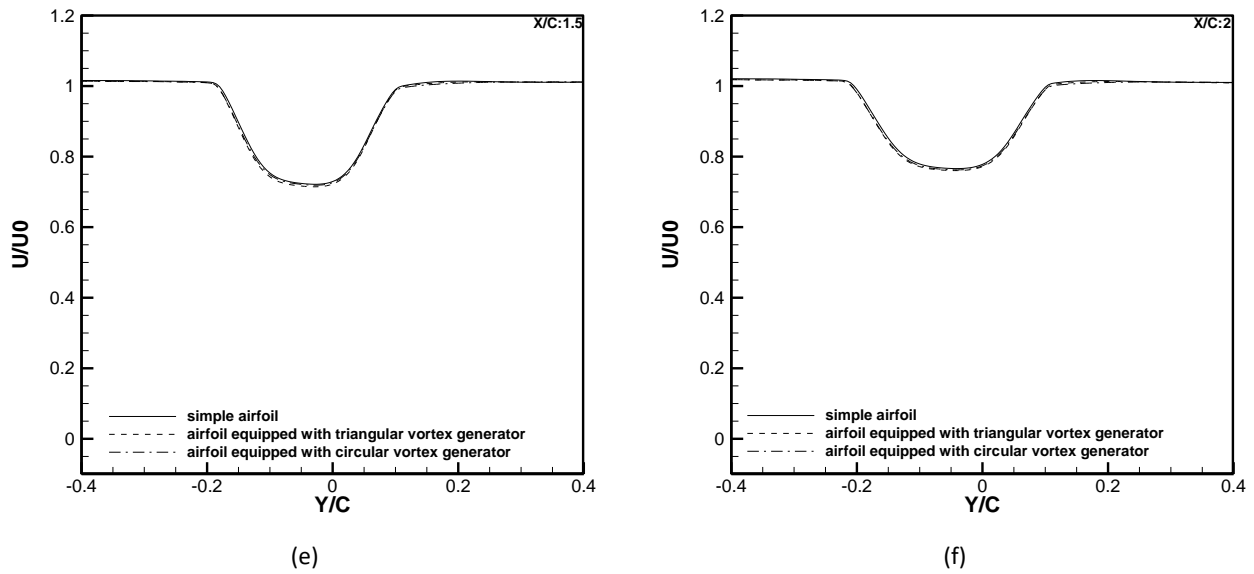 X/C:1.5
1.2
1
0.8
0.6
0.4
0.2
0
U/U0
simple airfoil
airfoil equipped with triangular vortex generator
airfoil equipped with circular vortex generator
-0.4 -0.2 0 0.2 0.4
Y/C
(e)
X/C:2
1.2
1
0.8
0.6
0.4
0.2
0
U/U0
simple airfoil
airfoil equipped with triangular vortex generator
airfoil equipped with circular vortex generator
-0.4 -0.2 0 0.2 0.4
Y/C
(f)